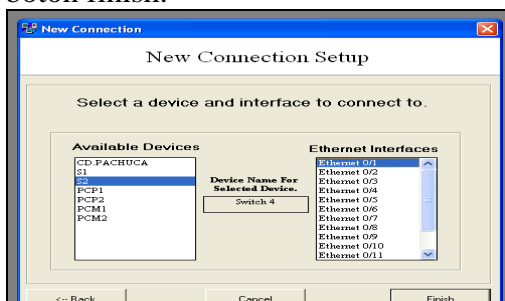 New Connection
New Connection Setup
Select a device and interface to connect to.
Available Devices
CD.PACHUCA
S1
S2
PCP1
PCP2
PCM1
PCM2
Device Name For
Selected Device.
Switch 4
Ethernet Interfaces
Ethernet 0/1
Ethernet 0/2
Ethernet 0/3
Ethernet 0/4
Ethernet 0/5
Ethernet 0/6
Ethernet 0/7
Ethernet 0/8
Ethernet 0/9
Ethernet 0/10
Ethernet 0/11
<-- Back
Cancel
Finish